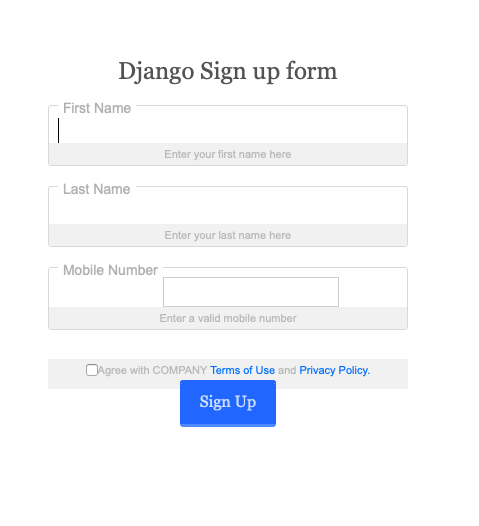 Django Sign up form
First Name
Enter your first name here
Last Name
Enter your last name here
Mobile Number
Enter a valid mobile number
Agree with COMPANY Terms of Use and Privacy Policy.
Sign Up